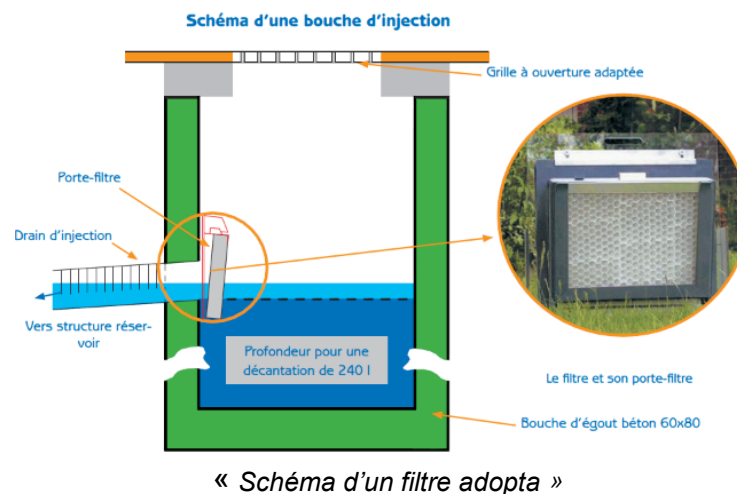 Schéma d'une bouche d'injection
Grille à ouverture adaptée
Porte-filtre
Drain d'injection
Vers structure réser-
voir
Profondeur pour une
décantation de 240 l
Le filtre et son porte-filtre
Bouche d'égout béton 60x80
« Schéma d'un filtre adopta »